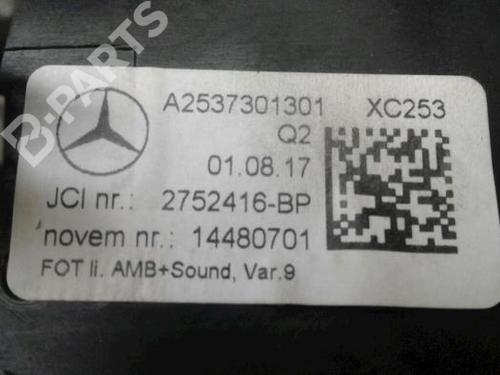 B-PARTS
A2537301301 XC253
Q2
01.08.17
JCI nr.: 2752416-BP
novem nr.: 14480701
FOT li. AMB+Sound, Var.9